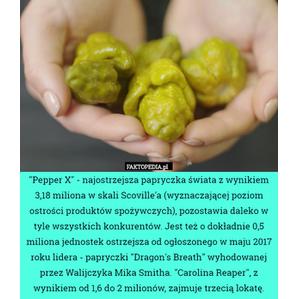 FAKTOPEDIA.pl
"Pepper X" - najostrzejsza papryczka świata z wynikiem
3,18 miliona w skali Scoville'a (wyznaczającej poziom
ostrości produktów spożywczych), pozostawia daleko w
tyle wszystkich konkurentów. Jest też o dokładnie 0,5
miliona jednostek ostrzejsza od ogłoszonego w maju 2017
roku lidera - papryczki "Dragon's Breath" wyhodowanej
przez Walijczyka Mika Smitha. "Carolina Reaper", z
wynikiem od 1,6 do 2 milionów, zajmuje trzecią lokatę.